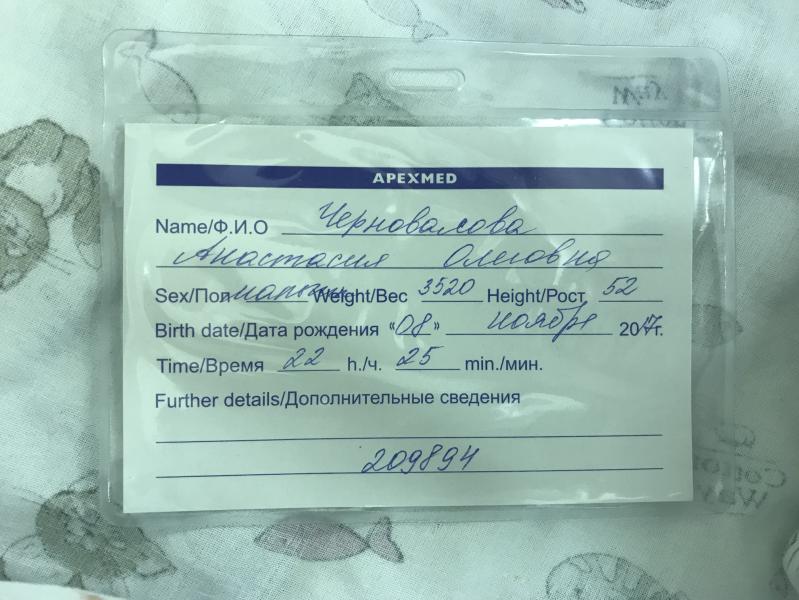 APEXMED
Name/Ф.И.О Черновалова
Анастасия Олеговна
Sex/Пол мальчик Weight/Вес 3520 Height/Рост 52
Birth date/Дата рождения "08" ноября 2017г.
Time/Время 22 h./ч. 25 min./мин.
Further details/Дополнительные сведения
209894